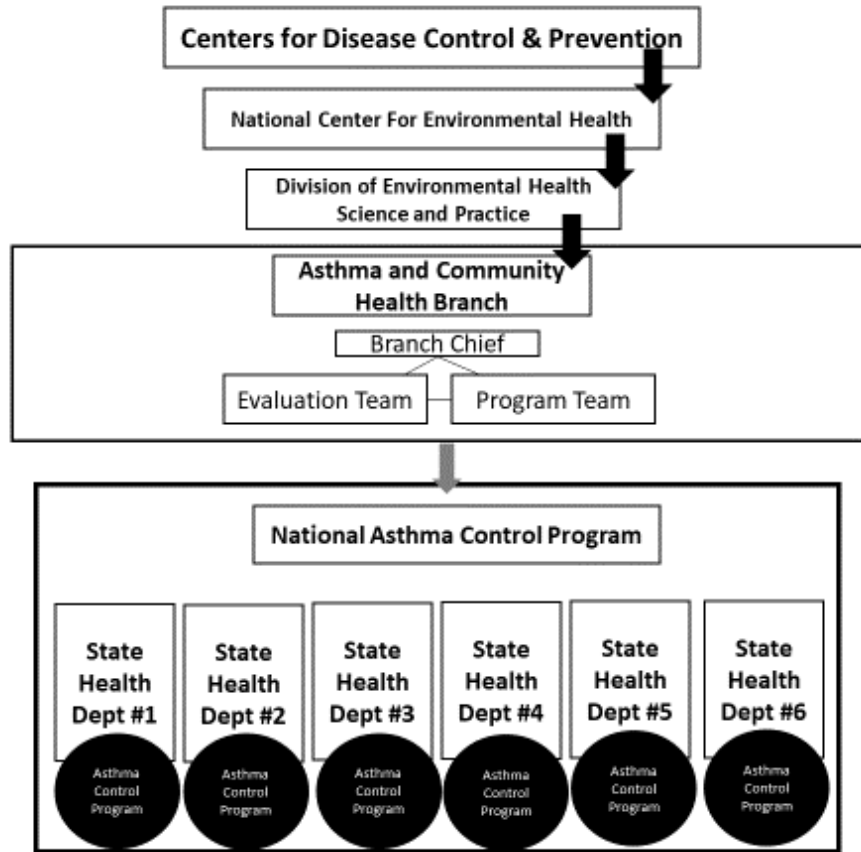 Centers for Disease Control & Prevention
National Center For Environmental Health
Division of Environmental Health
Science and Practice
Asthma and Community
Health Branch
Branch Chief
Evaluation Team
Program Team
National Asthma Control Program
State
Health
Dept #1
State
Health
Dept #2
State
Health
Dept #3
State
Health
Dept #4
State
Health
Dept #5
State
Health
Dept #6
Asthma
Control
Program
Asthma
Control
Program
Asthma
Control
Program
Asthma
Control
Program
Asthma
Control
Program
Asthma
Control
Program